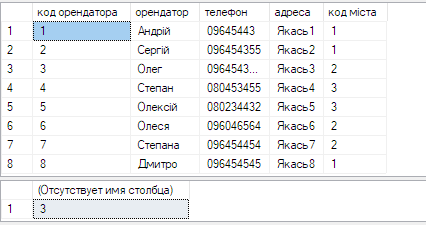 код орендатора орендатор телефон адреса код міста
1 1 Андрій 09645443 Якась1 1
2 2 Сергій 096454355 Якась2 1
3 3 Олег 0964543... Якась3 2
4 4 Степан 080453455 Якась4 3
5 5 Олексій 080234432 Якась5 3
6 6 Олеся 096046564 Якась6 2
7 7 Степана 096454454 Якась7 2
8 8 Дмитро 096454545 Якась8 1
(Отсутствует имя столбца)
1 3